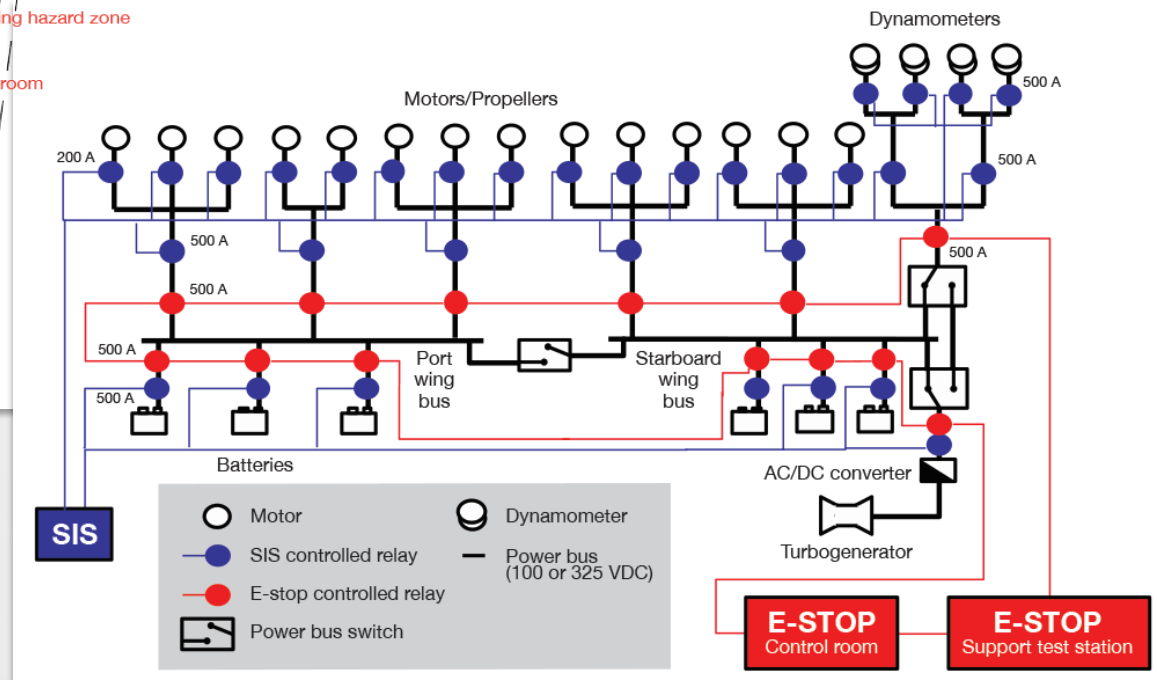 ing hazard zone
room
Dynamometers
500 A
Motors/Propellers
200 A
500 A
500 A
500 A
500 A
500 A
Port
wing
bus
Starboard
wing
bus
500 A
Batteries
AC/DC converter
Turbogenerator
SIS
Motor
SIS controlled relay
E-stop controlled relay
Power bus switch
Dynamometer
Power bus
(100 or 325 VDC)
E-STOP
Control room
E-STOP
Support test station